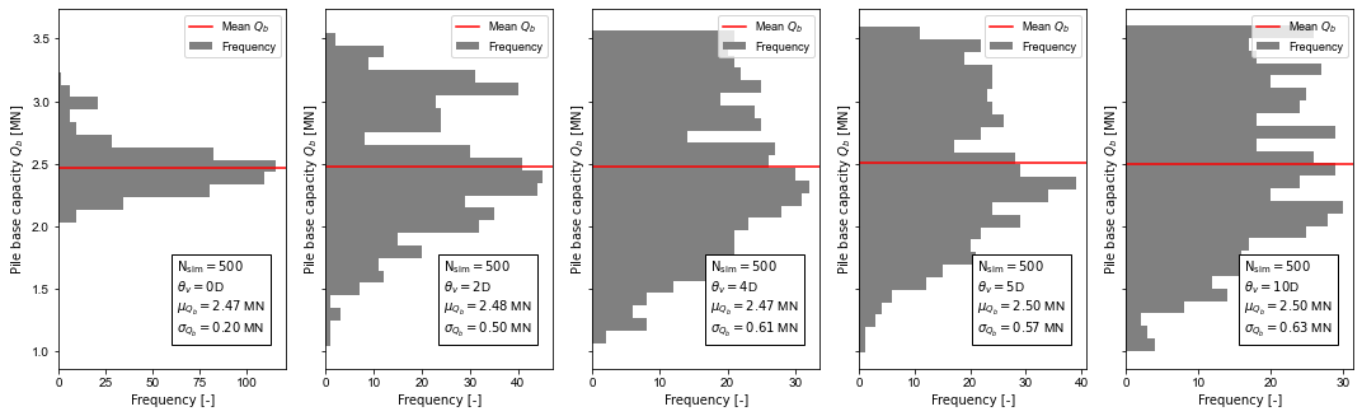 Pile base capacity Q_b [MN]
3.5
3.0
2.5
2.0
1.5
1.0
Mean Q_b
Frequency
N_sim = 500
θ_v = 0D
μ_Q_b = 2.47 MN
σ_Q_b = 0.20 MN
0 25 50 75 100
Frequency [-]
Pile base capacity Q_b [MN]
Mean Q_b
Frequency
N_sim = 500
θ_v = 2D
μ_Q_b = 2.48 MN
σ_Q_b = 0.50 MN
0 10 20 30 40
Frequency [-]
Pile base capacity Q_b [MN]
Mean Q_b
Frequency
N_sim = 500
θ_v = 4D
μ_Q_b = 2.47 MN
σ_Q_b = 0.61 MN
0 10 20 30
Frequency [-]
Pile base capacity Q_b [MN]
Mean Q_b
Frequency
N_sim = 500
θ_v = 5D
μ_Q_b = 2.50 MN
σ_Q_b = 0.57 MN
0 10 20 30 40
Frequency [-]
Pile base capacity Q_b [MN]
Mean Q_b
Frequency
N_sim = 500
θ_v = 10D
μ_Q_b = 2.50 MN
σ_Q_b = 0.63 MN
0 10 20 30
Frequency [-]